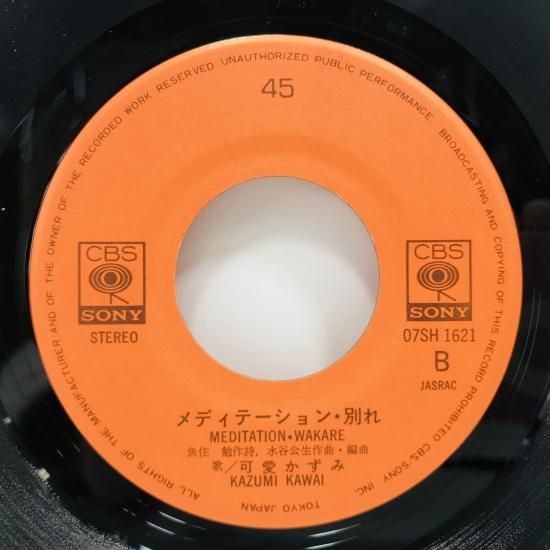 ALL RIGHTS OF THE MANUFACTURER AND OF THE OWNER OF THE RECORDED WORK RESERVED UNAUTHORIZED PUBLIC PERFORMANCE, BROADCASTING AND COPYING OF THIS RECORD PROHIBITED CBS/SONY INC. TOKYO JAPAN
45
CBS
SONY
STEREO
CBS
SONY
07SH 1621
B
JASRAC
メディテーション・別れ
MEDITATION・WAKARE
魚住 勉作詩, 水谷公生作曲・編曲
歌/可愛かずみ
KAZUMI KAWAI